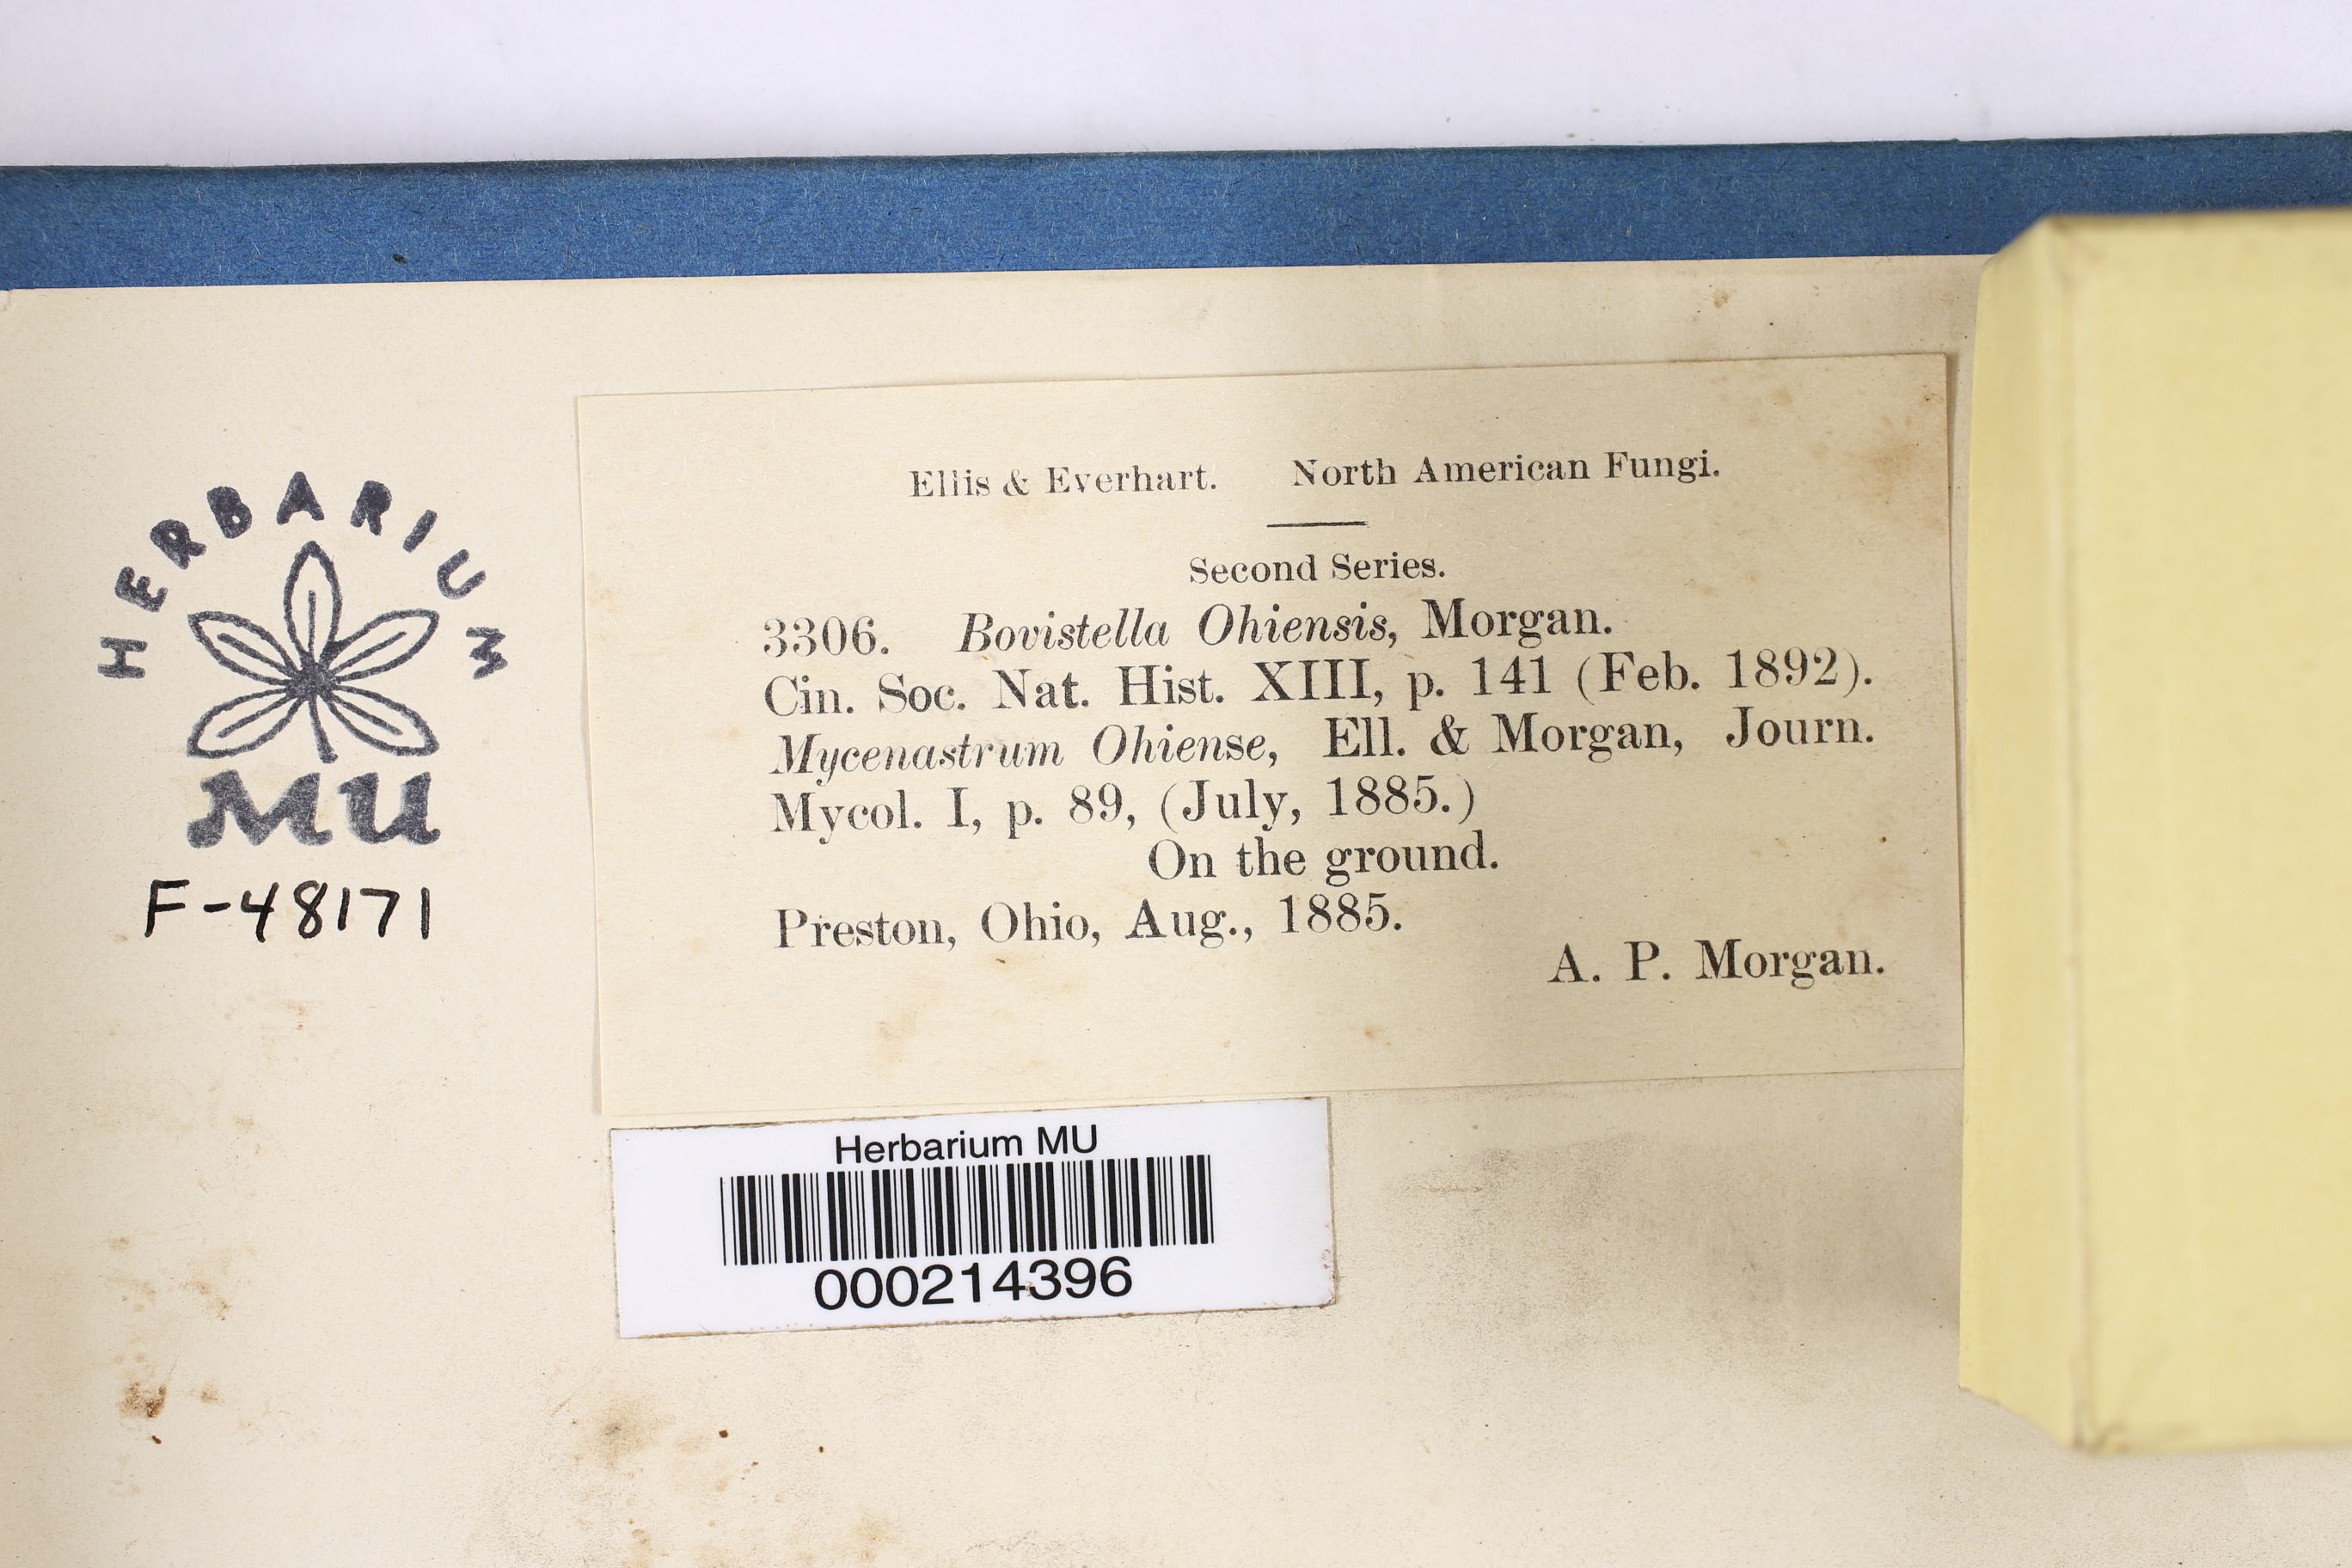 HERBARIUM
MU
F-48171
Ellis & Everhart. North American Fungi.
Second Series.
3306. Bovistella Ohiensis, Morgan.
Cin. Soc. Nat. Hist. XIII, p. 141 (Feb. 1892).
Mycenastrum Ohiense, Ell. & Morgan, Journ.
Mycol. I, p. 89, (July, 1885.)
On the ground.
Preston, Ohio, Aug., 1885.
A. P. Morgan.
Herbarium MU
000214396